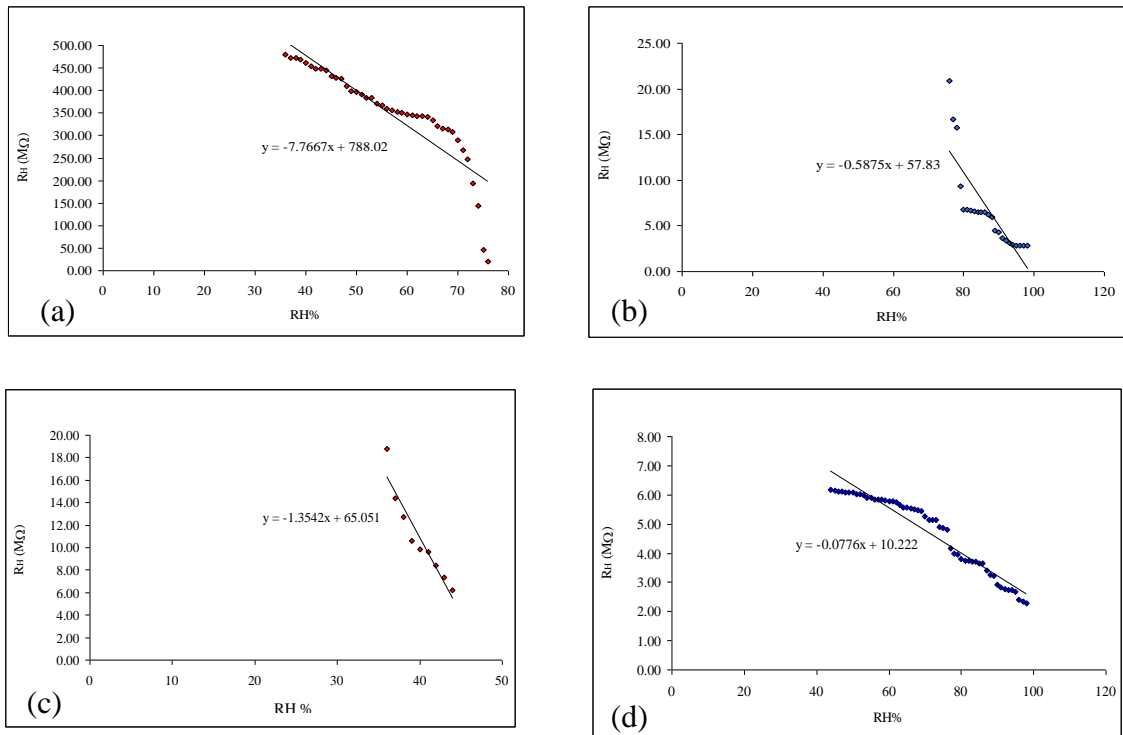 500.00
450.00
400.00
350.00
300.00
250.00
200.00
150.00
100.00
50.00
0.00
RH (MΩ)
y = -7.7667x + 788.02
0 10 20 30 40 50 60 70 80
RH%
(a)
25.00
20.00
15.00
10.00
5.00
0.00
RH (MΩ)
y = -0.5875x + 57.83
0 20 40 60 80 100 120
RH%
(b)
20.00
18.00
16.00
14.00
12.00
10.00
8.00
6.00
4.00
2.00
0.00
RH (MΩ)
y = -1.3542x + 65.051
0 10 20 30 40 50
RH %
(c)
8.00
7.00
6.00
5.00
4.00
3.00
2.00
1.00
0.00
RH (MΩ)
y = -0.0776x + 10.222
0 20 40 60 80 100 120
RH%
(d)